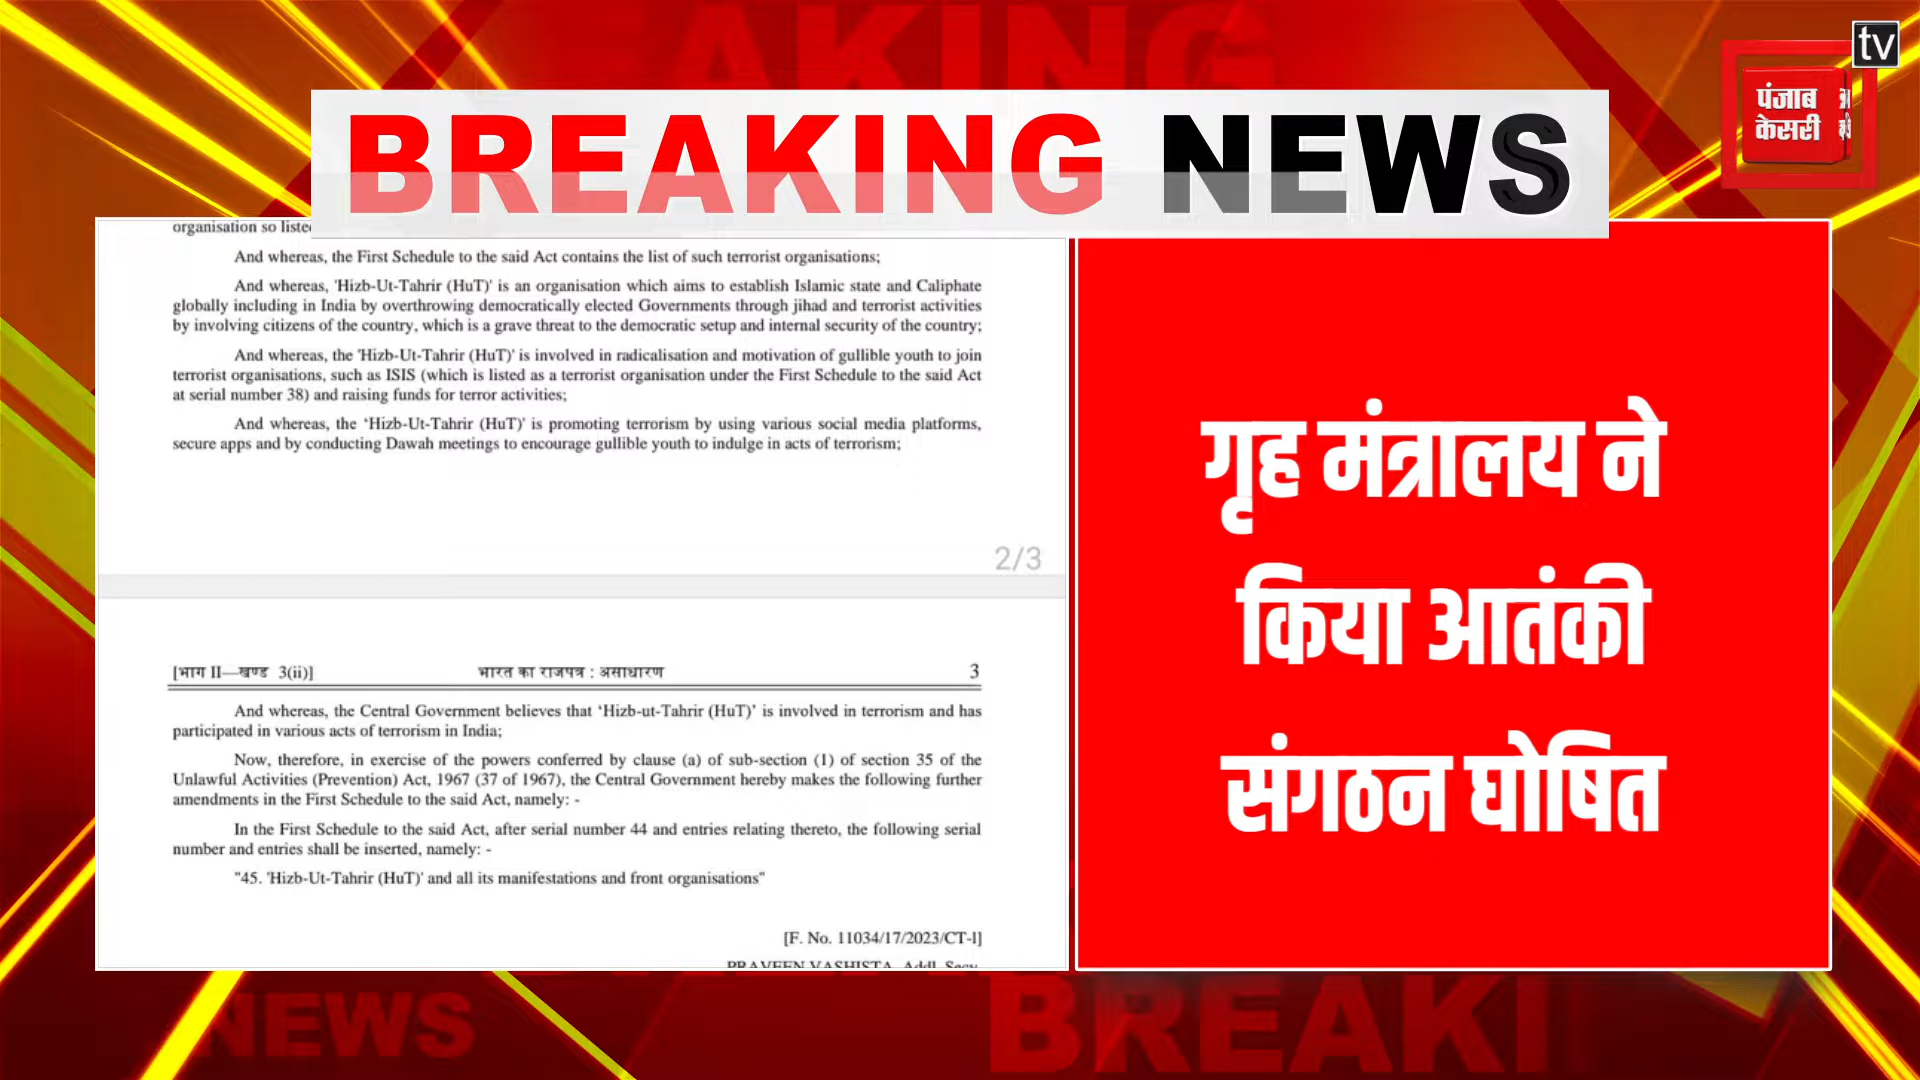 AKING
tv
पंजाब
केसरी
BREAKING NEWS
organisation so liste
And whereas, the First Schedule to the said Act contains the list of such terrorist organisations;
And whereas, 'Hizb-Ut-Tahrir (HuT)' is an organisation which aims to establish Islamic state and Caliphate
globally including in India by overthrowing democratically elected Governments through jihad and terrorist activities
by involving citizens of the country, which is a grave threat to the democratic setup and internal security of the country;
And whereas, the 'Hizb-Ut-Tahrir (HuT)' is involved in radicalisation and motivation of gullible youth to join
terrorist organisations, such as ISIS (which is listed as a terrorist organisation under the First Schedule to the said Act
at serial number 38) and raising funds for terror activities;
And whereas, the ‘Hizb-Ut-Tahrir (HuT)' is promoting terrorism by using various social media platforms,
secure apps and by conducting Dawah meetings to encourage gullible youth to indulge in acts of terrorism;
2/3
[भाग II—खण्ड 3(ii)] भारत का राजपत्र : असाधारण 3
And whereas, the Central Government believes that ‘Hizb-ut-Tahrir (HuT)’ is involved in terrorism and has
participated in various acts of terrorism in India;
Now, therefore, in exercise of the powers conferred by clause (a) of sub-section (1) of section 35 of the
Unlawful Activities (Prevention) Act, 1967 (37 of 1967), the Central Government hereby makes the following further
amendments in the First Schedule to the said Act, namely: -
In the First Schedule to the said Act, after serial number 44 and entries relating thereto, the following serial
number and entries shall be inserted, namely: -
"45. 'Hizb-Ut-Tahrir (HuT)' and all its manifestations and front organisations"
[F. No. 11034/17/2023/CT-I]
PRAVEEN VASHISTA, Addl. Secy.
गृह मंत्रालय ने
किया आतंकी
संगठन घोषित
NEWS
BREAKI